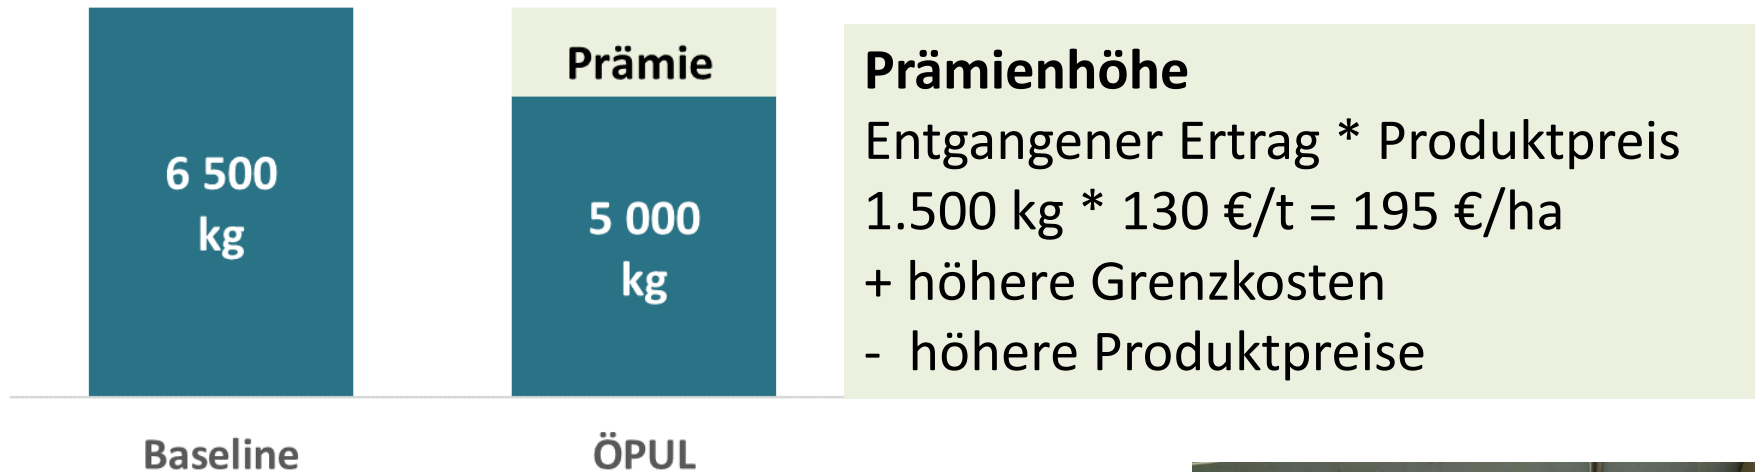 6 500
kg
Baseline
Prämie
5 000
kg
ÖPUL
Prämienhöhe
Entgangener Ertrag * Produktpreis
1.500 kg * 130 €/t = 195 €/ha
+ höhere Grenzkosten
- höhere Produktpreise